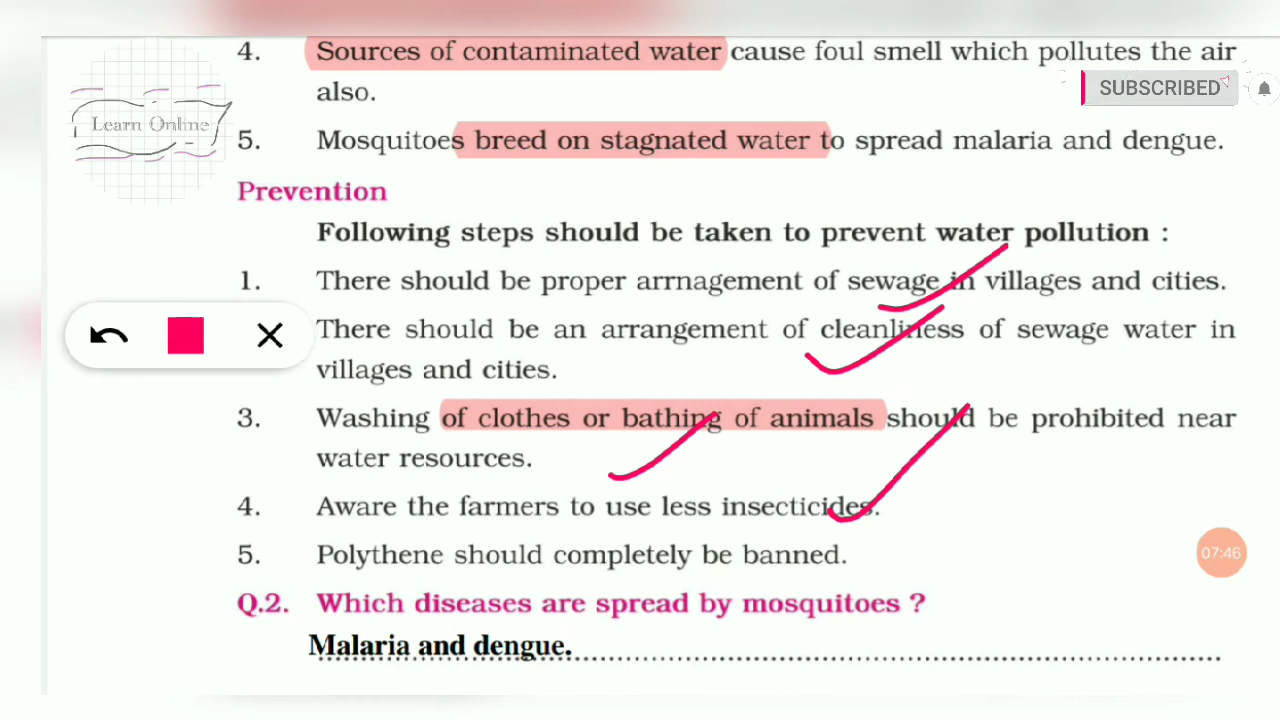 4. Sources of contaminated water cause foul smell which pollutes the air
also.
SUBSCRIBED
Learn Online
5. Mosquitoes breed on stagnated water to spread malaria and dengue.
Prevention
Following steps should be taken to prevent water pollution :
1. There should be proper arrnagement of sewage in villages and cities.
There should be an arrangement of cleanliness of sewage water in
villages and cities.
3. Washing of clothes or bathing of animals should be prohibited near
water resources.
4. Aware the farmers to use less insecticides.
5. Polythene should completely be banned.
07:46
Q.2. Which diseases are spread by mosquitoes ?
Malaria and dengue.